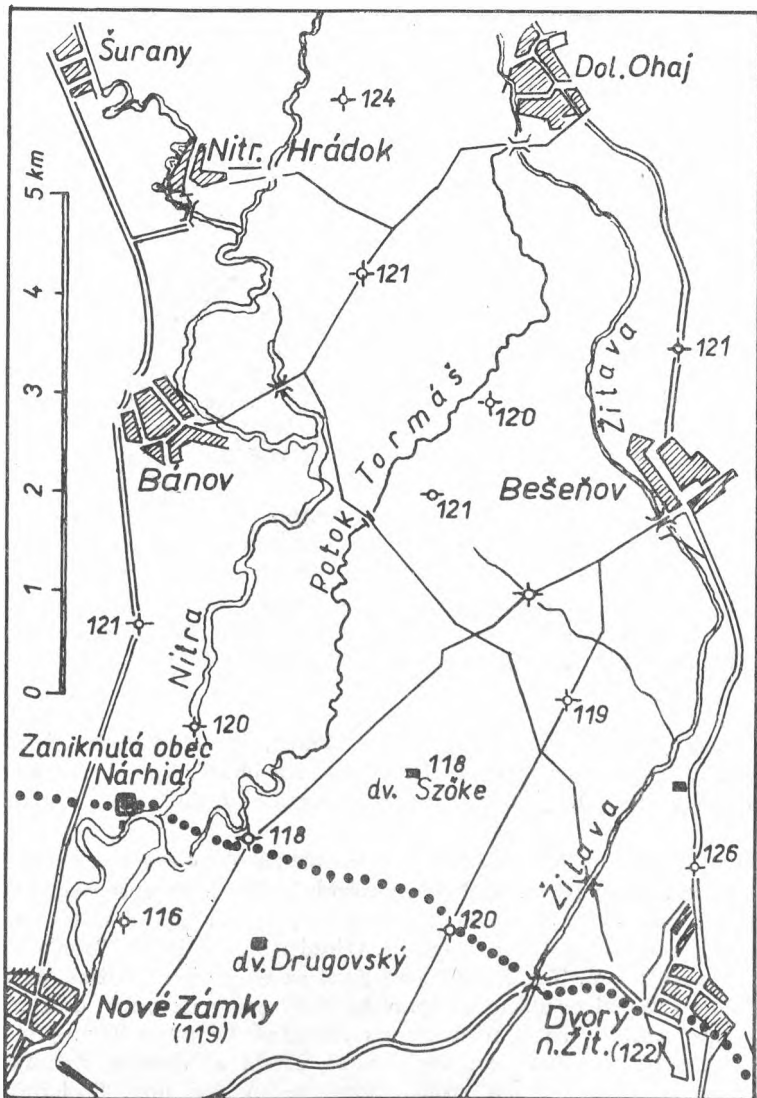 Šurany
124
Dol. Ohaj
Nitr. Hrádok
5 km
121
4
121
3
Potok Tormáš
120
Žitava
Bánov
2
121
Bešeňov
1
121
Nitra
0
119
120
Zaniknutá obec
Nárhid
118
dv. Szőke
118
Žitava
126
116
120
dv. Drugovský
Nové Zámky
(119)
Dvory
n. Žit. (122)